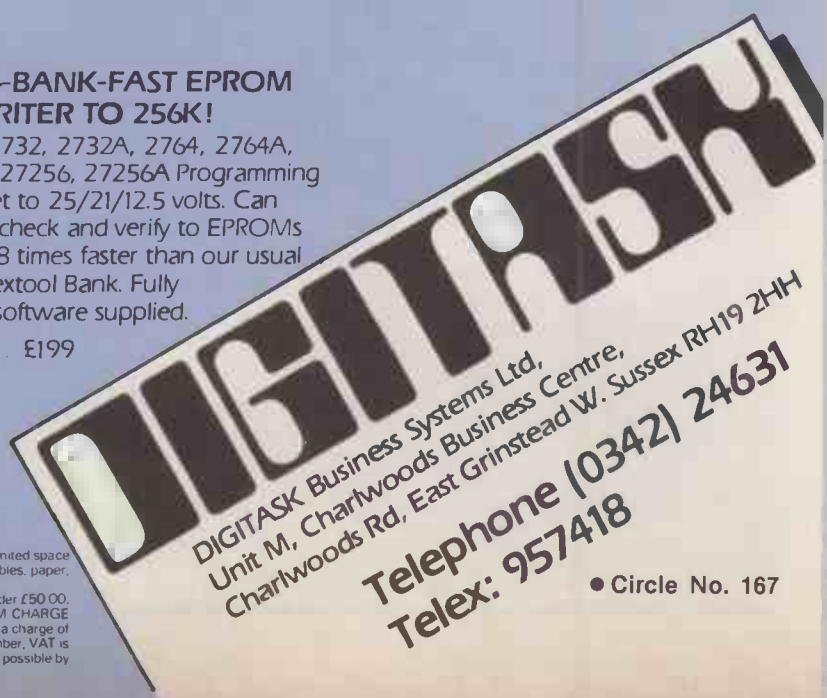 -BANK-FAST EPROM
RITER TO 256K!
732, 2732A, 2764, 2764A,
27256, 27256A Programming
et to 25/21/12.5 volts. Can
check and verify to EPROMs
8 times faster than our usual
extool Bank. Fully
software supplied.
£199
DIGITASK
DIGITASK Business Systems Ltd,
Unit M, Charlwoods Business Centre,
Charlwoods Rd, East Grinstead W. Sussex RH19 2HH
Telephone (0342) 24631
Telex: 957418
● Circle No. 167
nited space
bles, paper,
der £50.00.
M CHARGE
a charge of
ber, VAT is
possible by